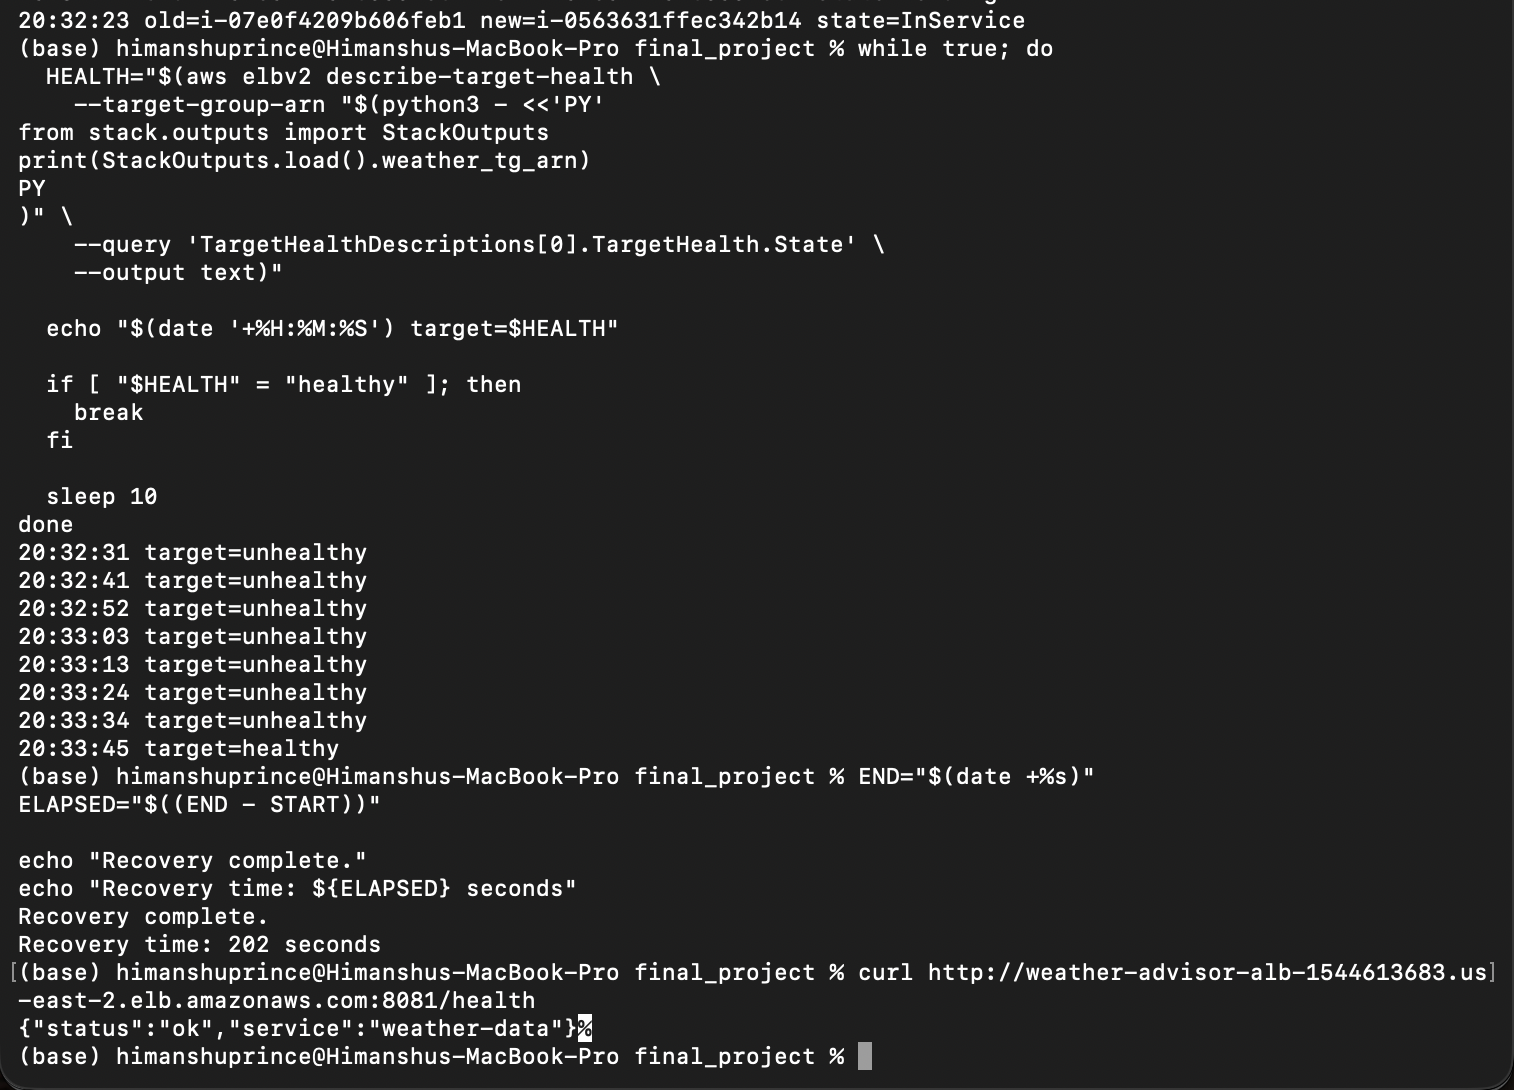 20:32:23 old=i-07e0f4209b606feb1 new=i-0563631ffec342b14 state=InService
(base) himanshuprince@Himanshus-MacBook-Pro final_project % while true; do
  HEALTH="$(aws elbv2 describe-target-health \
    --target-group-arn "$(python3 - <<'PY'
from stack.outputs import StackOutputs
print(StackOutputs.load().weather_tg_arn)
PY
)" \
    --query 'TargetHealthDescriptions[0].TargetHealth.State' \
    --output text)"

  echo "$(date '+%H:%M:%S') target=$HEALTH"

  if [ "$HEALTH" = "healthy" ]; then
    break
  fi

  sleep 10
done
20:32:31 target=unhealthy
20:32:41 target=unhealthy
20:32:52 target=unhealthy
20:33:03 target=unhealthy
20:33:13 target=unhealthy
20:33:24 target=unhealthy
20:33:34 target=unhealthy
20:33:45 target=healthy
(base) himanshuprince@Himanshus-MacBook-Pro final_project % END="$(date +%s)"
ELAPSED="$((END - START))"

echo "Recovery complete."
echo "Recovery time: ${ELAPSED} seconds"
Recovery complete.
Recovery time: 202 seconds
[(base) himanshuprince@Himanshus-MacBook-Pro final_project % curl http://weather-advisor-alb-1544613683.us]
-east-2.elb.amazonaws.com:8081/health
{"status":"ok","service":"weather-data"}%
(base) himanshuprince@Himanshus-MacBook-Pro final_project %